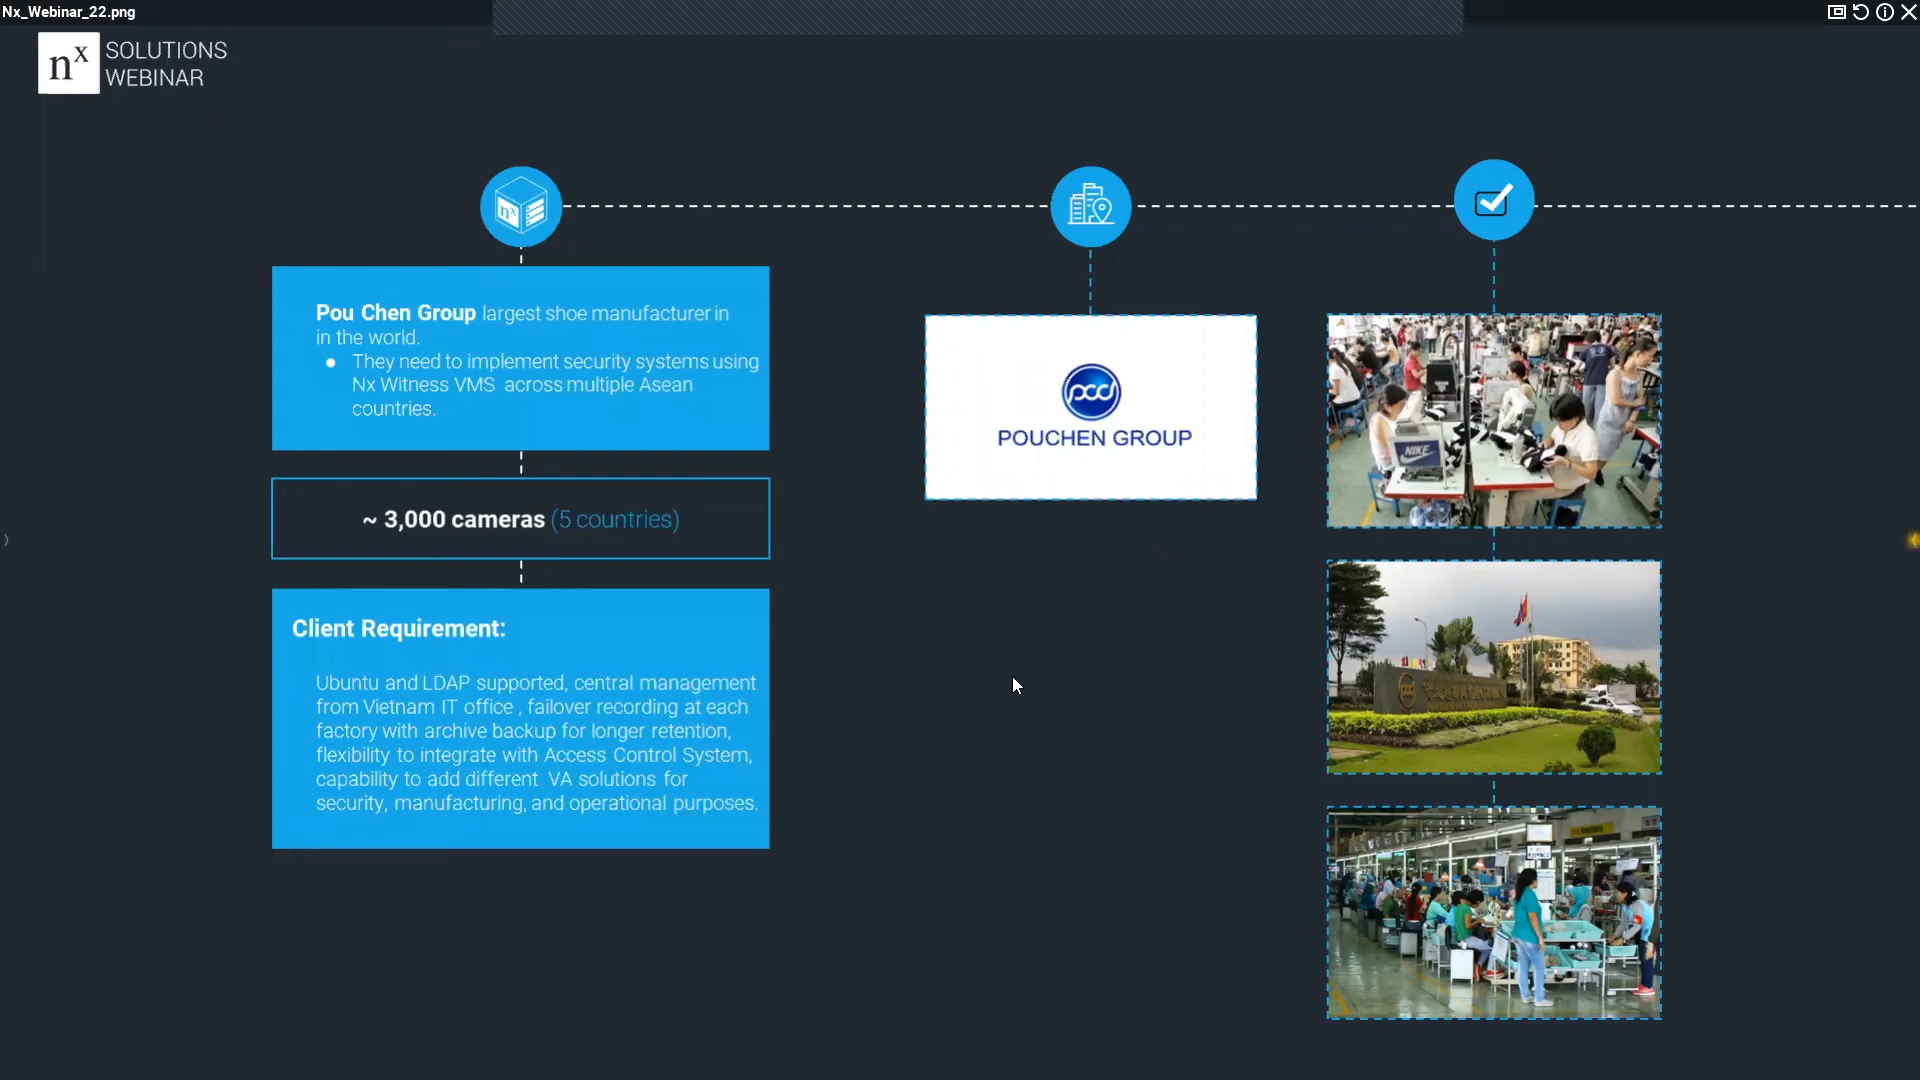 Nx_Webinar_22.png
nx SOLUTIONS
WEBINAR
nx
Pou Chen Group largest shoe manufacturer in
in the world.
● They need to implement security systems using
Nx Witness VMS across multiple Asean
countries.
~ 3,000 cameras (5 countries)
Client Requirement:
Ubuntu and LDAP supported, central management
from Vietnam IT office , failover recording at each
factory with archive backup for longer retention,
flexibility to integrate with Access Control System,
capability to add different VA solutions for
security, manufacturing, and operational purposes.
pcc
POUCHEN GROUP
NIKE